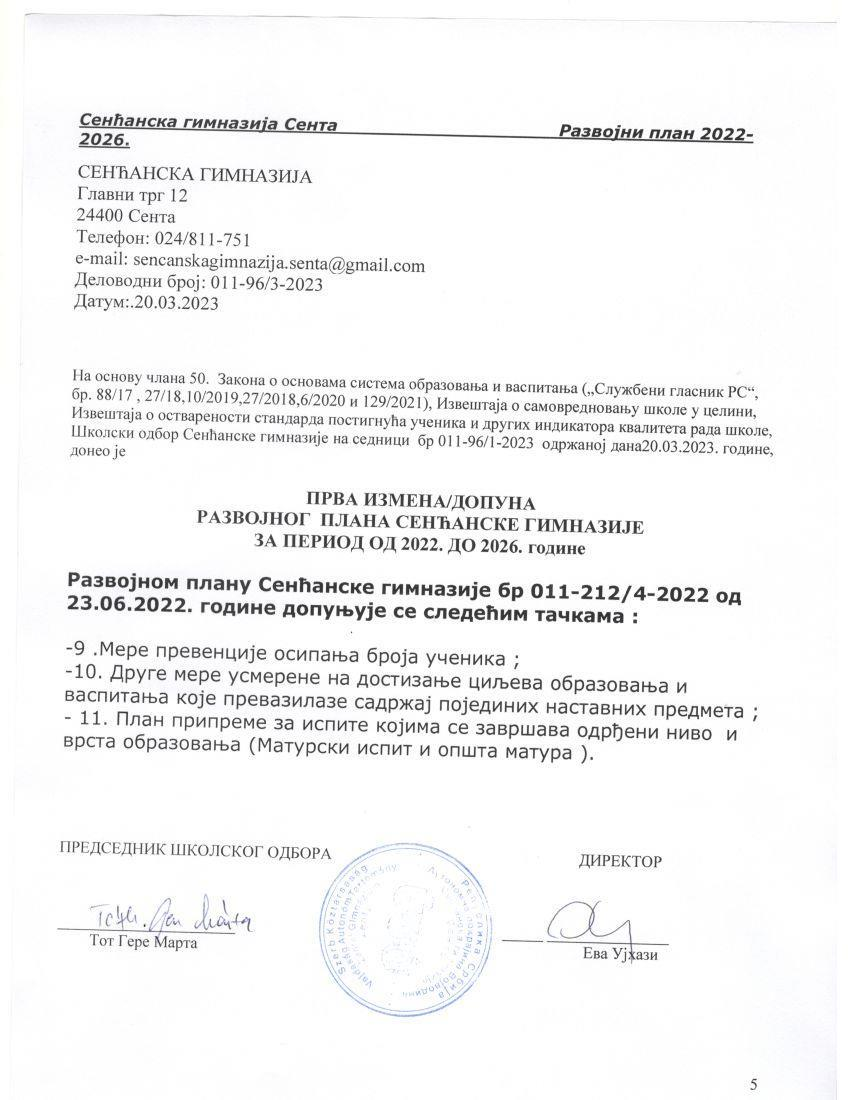 Сенћанска гимназија Сента Развојни план 2022-
2026.
СЕНЋАНСКА ГИМНАЗИЈА
Главни трг 12
24400 Сента
Телефон: 024/811-751
e-mail: sencanskagimnazija.senta@gmail.com
Деловодни број: 011-96/3-2023
Датум:.20.03.2023
На основу члана 50. Закона о основама система образовања и васпитања („Службени гласник РС“,
бр. 88/17 , 27/18,10/2019,27/2018,6/2020 и 129/2021), Извештаја о самовредновању школе у целини,
Извештаја о остварености стандарда постигнућа ученика и других индикатора квалитета рада школе,
Школски одбор Сенћанске гимназије на седници бр 011-96/1-2023 одржаној дана20.03.2023. године,
донео је
ПРВА ИЗМЕНА/ДОПУНА
РАЗВОЈНОГ ПЛАНА СЕНЋАНСКЕ ГИМНАЗИЈЕ
ЗА ПЕРИОД ОД 2022. ДО 2026. године
Развојном плану Сенћанске гимназије бр 011-212/4-2022 од
23.06.2022. године допуњује се следећим тачкама :
-9 .Мере превенције осипања броја ученика ;
-10. Друге мере усмерене на достизање циљева образовања и
васпитања које превазилазе садржај појединих наставних предмета ;
- 11. План припреме за испите којима се завршава одрђени ниво и
врста образовања (Матурски испит и општа матура ).
ПРЕДСЕДНИК ШКОЛСКОГ ОДБОРА
ДИРЕКТОР
Тот Гере Марта
Ева Ујхази
Szerb Köztársaság
Република Србија
Аутономна покрајина Војводина
5